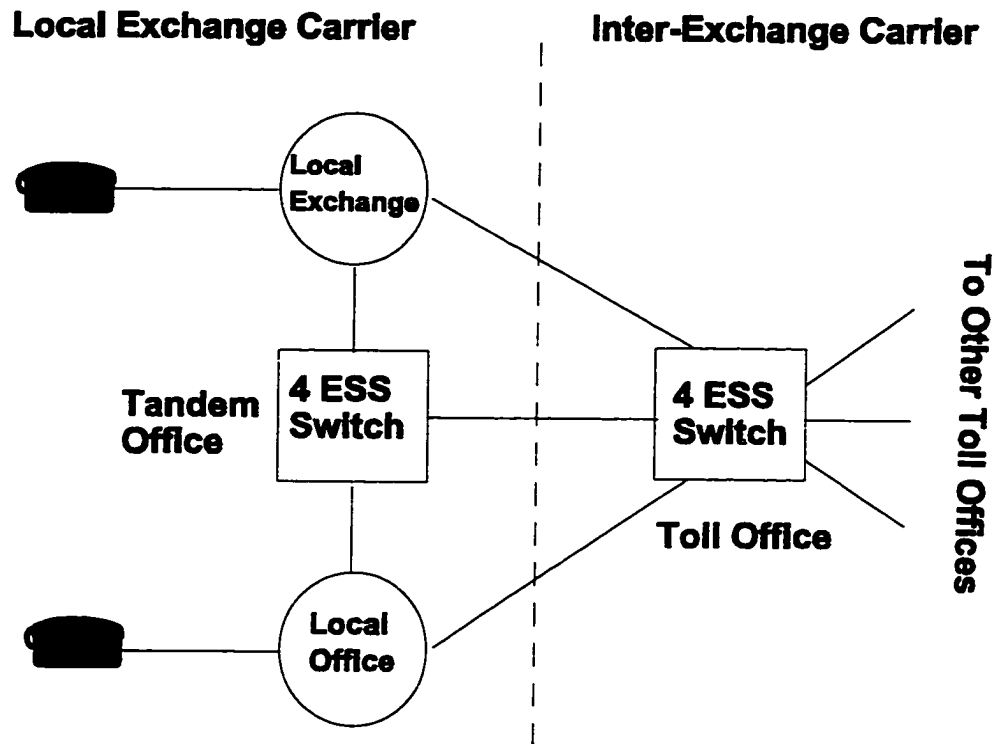 Local Exchange Carrier
Inter-Exchange Carrier
Local
Exchange
Tandem
Office
4 ESS
Switch
4 ESS
Switch
Toll Office
To Other Toll Offices
Local
Office